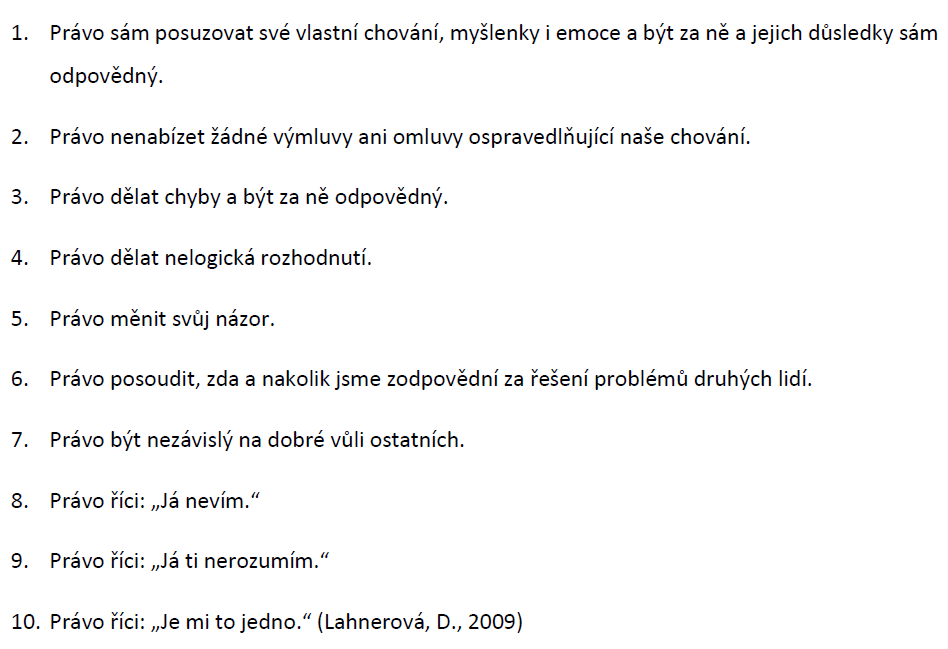 1. Právo sám posuzovat své vlastní chování, myšlenky i emoce a být za ně a jejich důsledky sám
odpovědný.
2. Právo nenabízet žádné výmluvy ani omluvy ospravedlňující naše chování.
3. Právo dělat chyby a být za ně odpovědný.
4. Právo dělat nelogická rozhodnutí.
5. Právo měnit svůj názor.
6. Právo posoudit, zda a nakolik jsme zodpovědní za řešení problémů druhých lidí.
7. Právo být nezávislý na dobré vůli ostatních.
8. Právo říci: „Já nevím.“
9. Právo říci: „Já ti nerozumím.“
10. Právo říci: „Je mi to jedno.“ (Lahnerová, D., 2009)